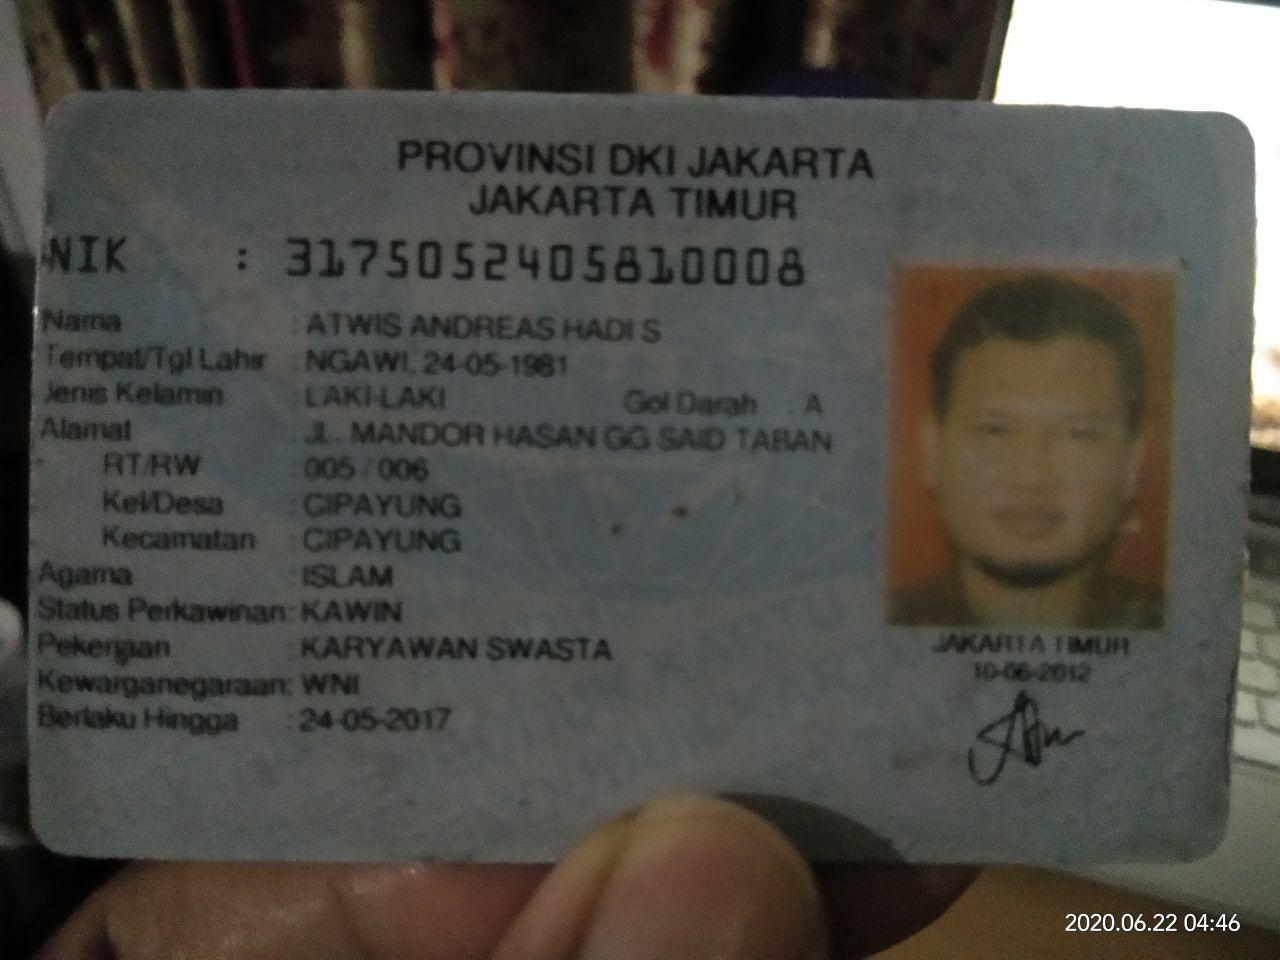 PROVINSI DKI JAKARTA
JAKARTA TIMUR
NIK : 3175052405810008
Nama : ATWIS ANDREAS HADI S
Tempat/Tgl Lahir : NGAWI, 24-05-1981
Jenis Kelamin : LAKI-LAKI Gol Darah : A
Alamat : JL. MANDOR HASAN GG SAID TABAN
RT/RW : 005 / 006
Kel/Desa : CIPAYUNG
Kecamatan : CIPAYUNG
Agama : ISLAM
Status Perkawinan : KAWIN
Pekerjaan : KARYAWAN SWASTA
Kewarganegaraan : WNI
Berlaku Hingga : 24-05-2017
JAKARTA TIMUR
10-06-2012
2020.06.22 04:46